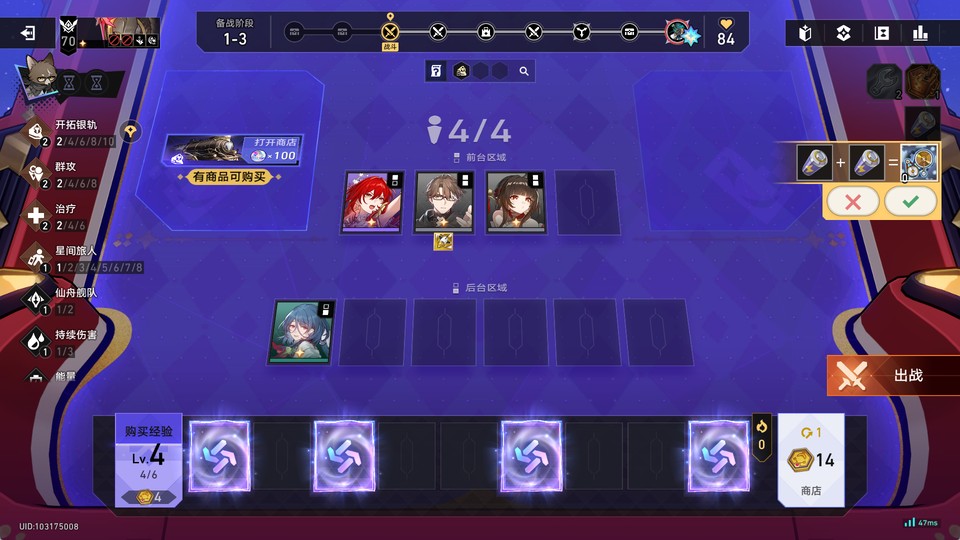 备战阶段
1-3
战斗
84
70
开拓银轨
2
2/4/6/8/10
群攻
2
2/4/6/8
治疗
2
2/4/6
星间旅人
1
1/2/3/4/5/6/7/8
仙舟舰队
1
1/2
持续伤害
1
1/3
能量
打开商店
×100
有商品可购买
4/4
前台区域
后台区域
2
1
+
=
0
出战
购买经验
Lv.4
4/6
4
0
1
14
商店
UID:103175008
47ms